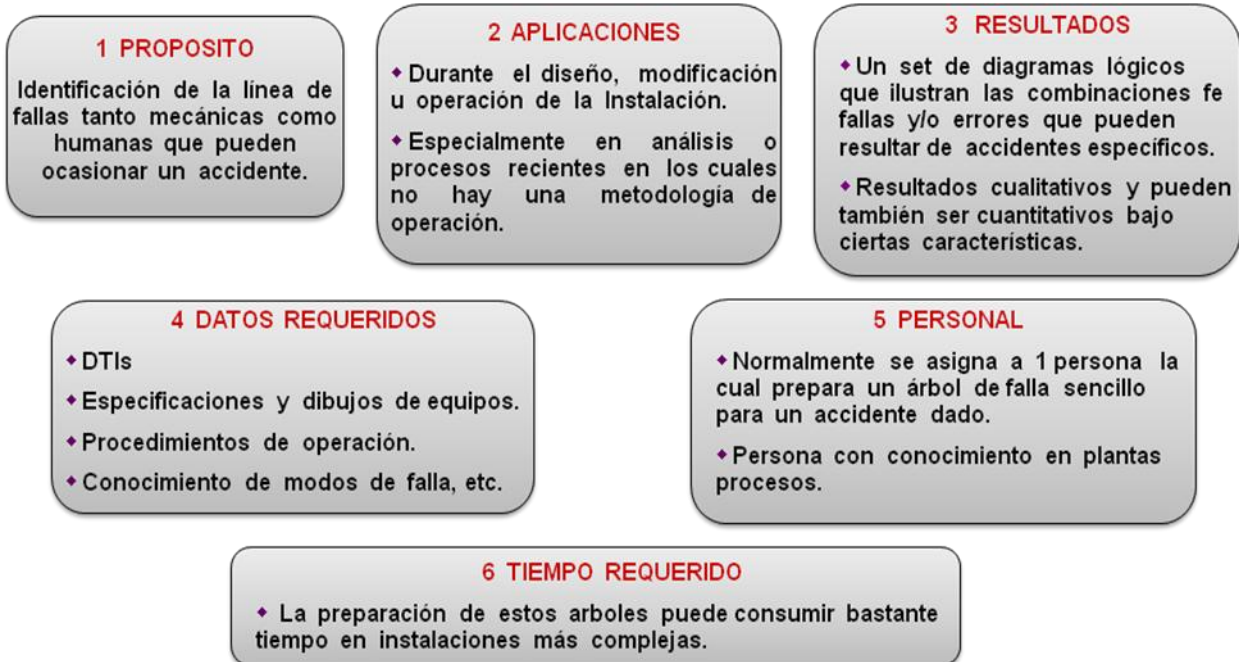 1 PROPOSITO
Identificación de la línea de
fallas tanto mecánicas como
humanas que pueden
ocasionar un accidente.
2 APLICACIONES
◆ Durante el diseño, modificación
u operación de la Instalación.
◆ Especialmente en análisis o
procesos recientes en los cuales
no hay una metodología de
operación.
3 RESULTADOS
◆ Un set de diagramas lógicos
que ilustran las combinaciones fe
fallas y/o errores que pueden
resultar de accidentes específicos.
◆ Resultados cualitativos y pueden
también ser cuantitativos bajo
ciertas características.
4 DATOS REQUERIDOS
◆ DTIs
◆ Especificaciones y dibujos de equipos.
◆ Procedimientos de operación.
◆ Conocimiento de modos de falla, etc.
5 PERSONAL
◆ Normalmente se asigna a 1 persona la
cual prepara un árbol de falla sencillo
para un accidente dado.
◆ Persona con conocimiento en plantas
procesos.
6 TIEMPO REQUERIDO
◆ La preparación de estos arboles puede consumir bastante
tiempo en instalaciones más complejas.